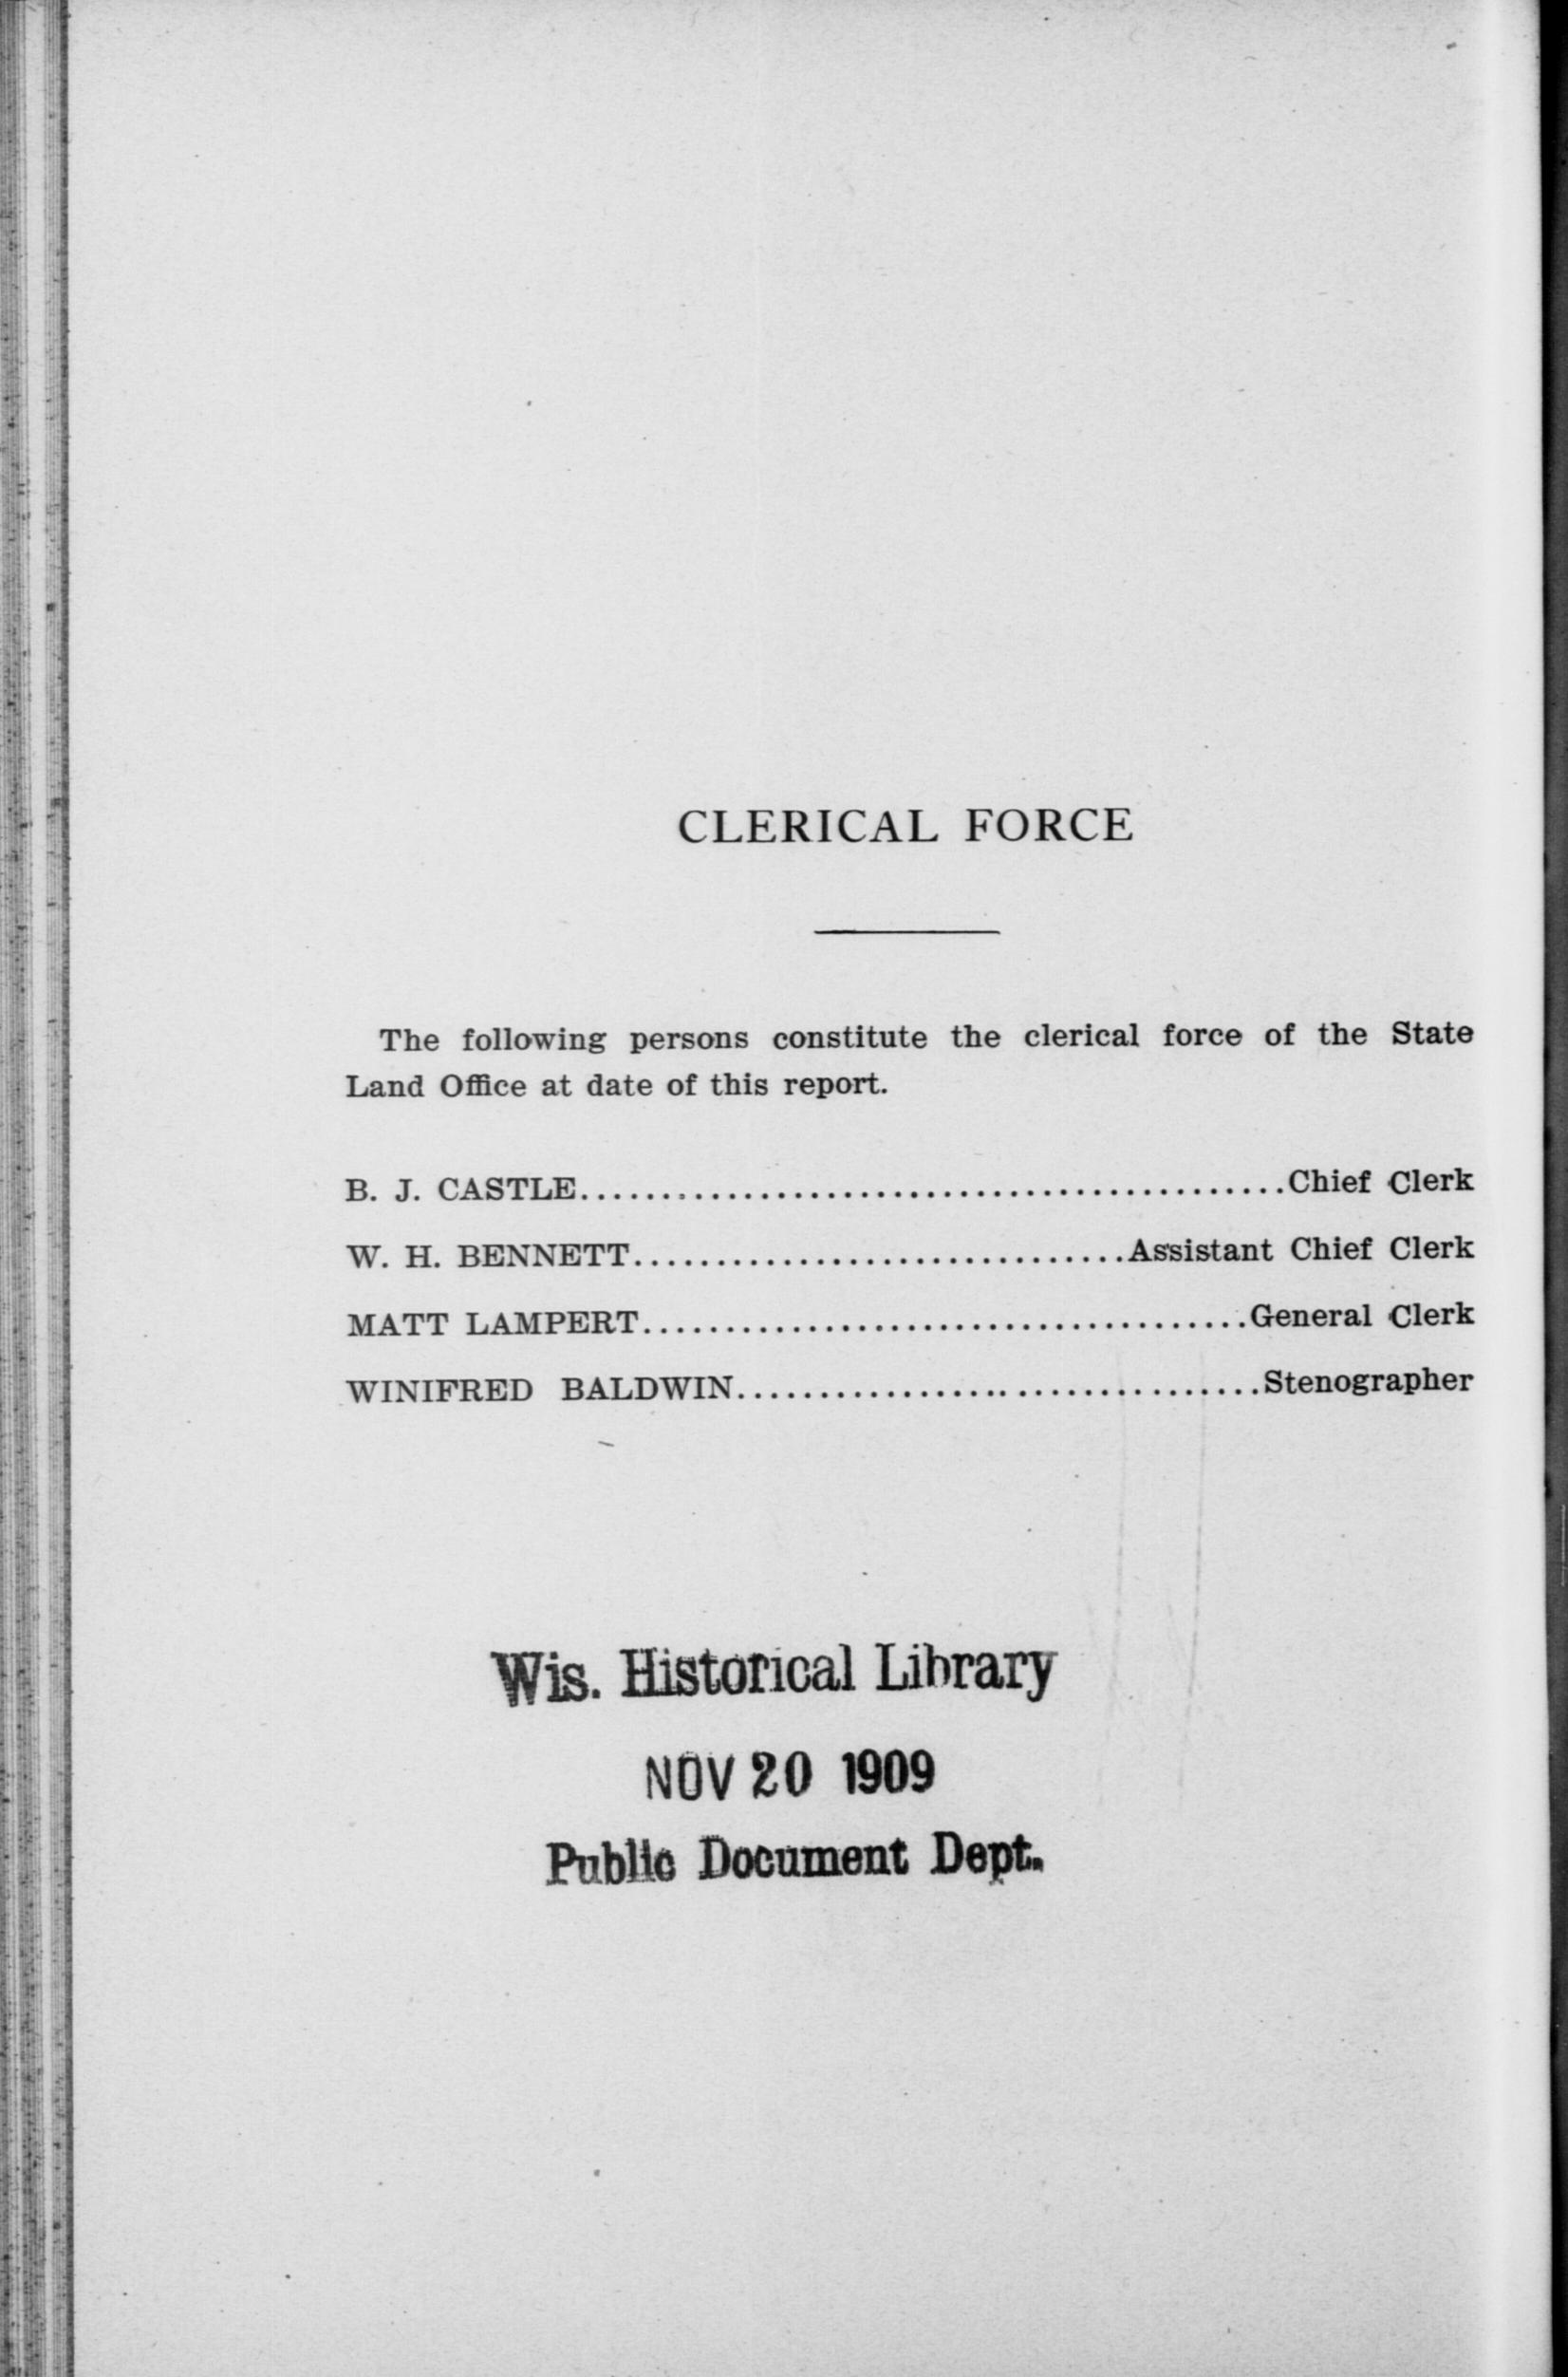 CLERICAL FORCE
The following persons constitute the clerical force of the State
Land Office at date of this report.
B. J. CASTLE...........................................Chief Clerk
W. H. BENNETT..............................Assistant Chief Clerk
MATT LAMPERT.....................................General Clerk
WINIFRED BALDWIN................................Stenographer
Wis. Historical Library
NOV 20 1909
Public Document Dept.